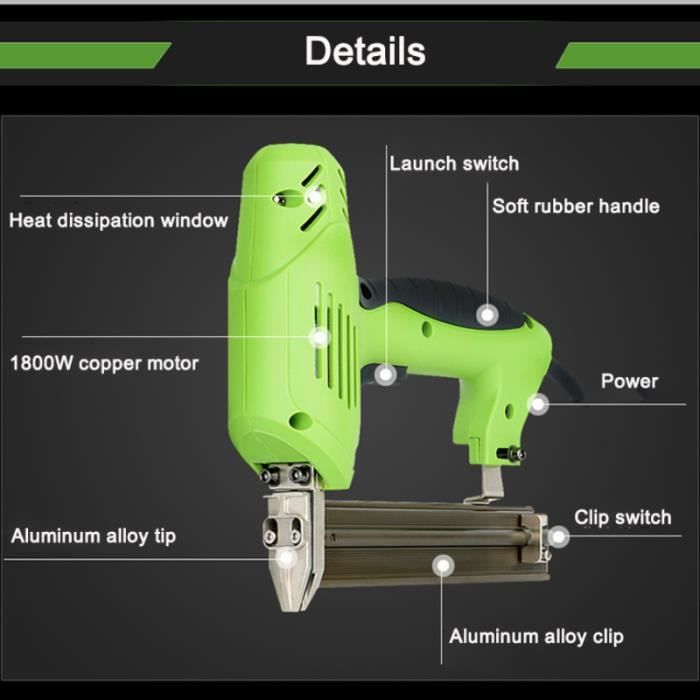 Details
Launch switch
Soft rubber handle
Heat dissipation window
1800W copper motor
Power
Clip switch
Aluminum alloy tip
Aluminum alloy clip